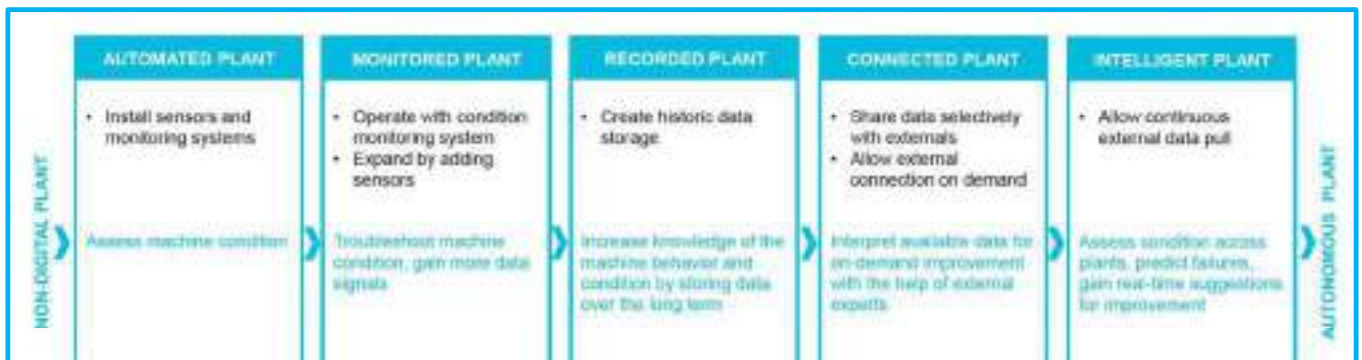 NON-DIGITAL PLANT
AUTOMATED PLANT
• Install sensors and
monitoring systems
Assess machine condition
MONITORED PLANT
• Operate with condition
monitoring system
• Expand by adding
sensors
Troubleshoot machine
condition, gain more data
signals
RECORDED PLANT
• Create historic data
storage
Increase knowledge of the
machine behavior and
condition by storing data
over the long term
CONNECTED PLANT
• Share data selectively
with externals
• Allow external
connection on demand
Interpret available data for
on-demand improvement
with the help of external
experts
INTELLIGENT PLANT
• Allow continuous
external data pull
Assess condition across
plants, predict failures,
gain real-time suggestions
for improvement
AUTONOMOUS PLANT